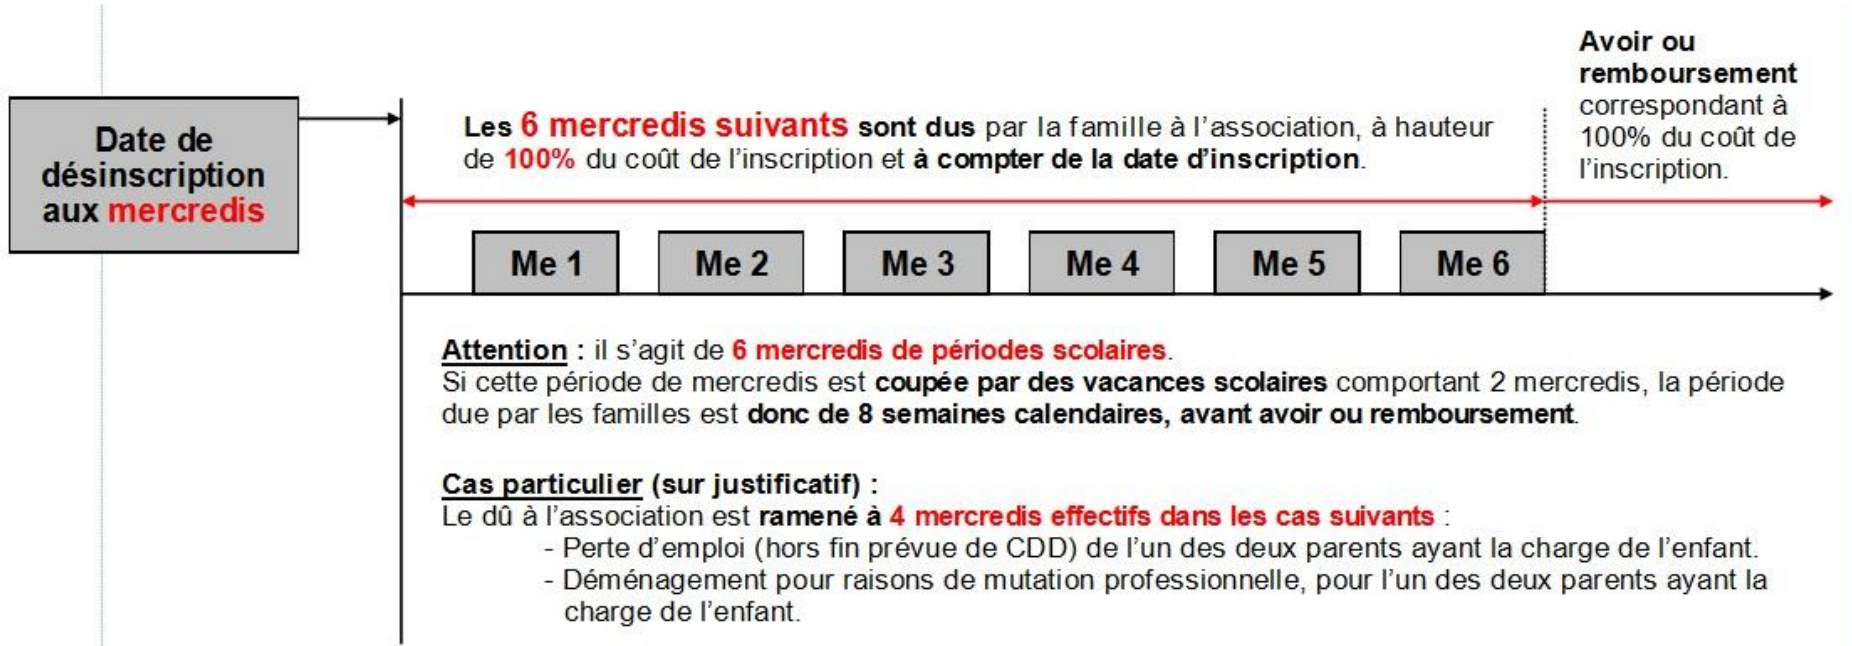 Date de
désinscription
aux mercredis
Les 6 mercredis suivants sont dus par la famille à l’association, à hauteur
de 100% du coût de l’inscription et à compter de la date d’inscription.
Avoir ou
remboursement
correspondant à
100% du coût de
l’inscription.
Me 1
Me 2
Me 3
Me 4
Me 5
Me 6
Attention : il s’agit de 6 mercredis de périodes scolaires.
Si cette période de mercredis est coupée par des vacances scolaires comportant 2 mercredis, la période
due par les familles est donc de 8 semaines calendaires, avant avoir ou remboursement.
Cas particulier (sur justificatif) :
Le dû à l’association est ramené à 4 mercredis effectifs dans les cas suivants :
- Perte d’emploi (hors fin prévue de CDD) de l’un des deux parents ayant la charge de l’enfant.
- Déménagement pour raisons de mutation professionnelle, pour l’un des deux parents ayant la
charge de l’enfant.